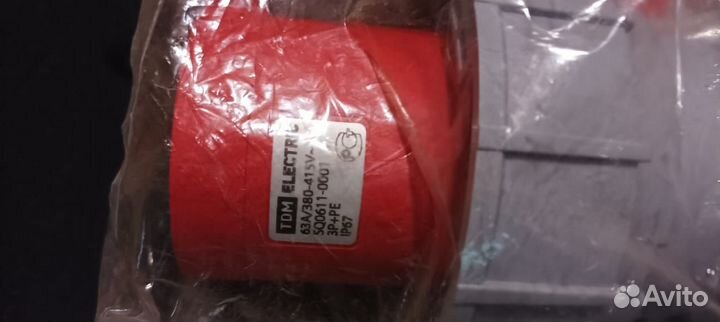 TDM ELECTRIC
63A/380-415V~
SQ0611-0001
3P+PE
IP67
Avito